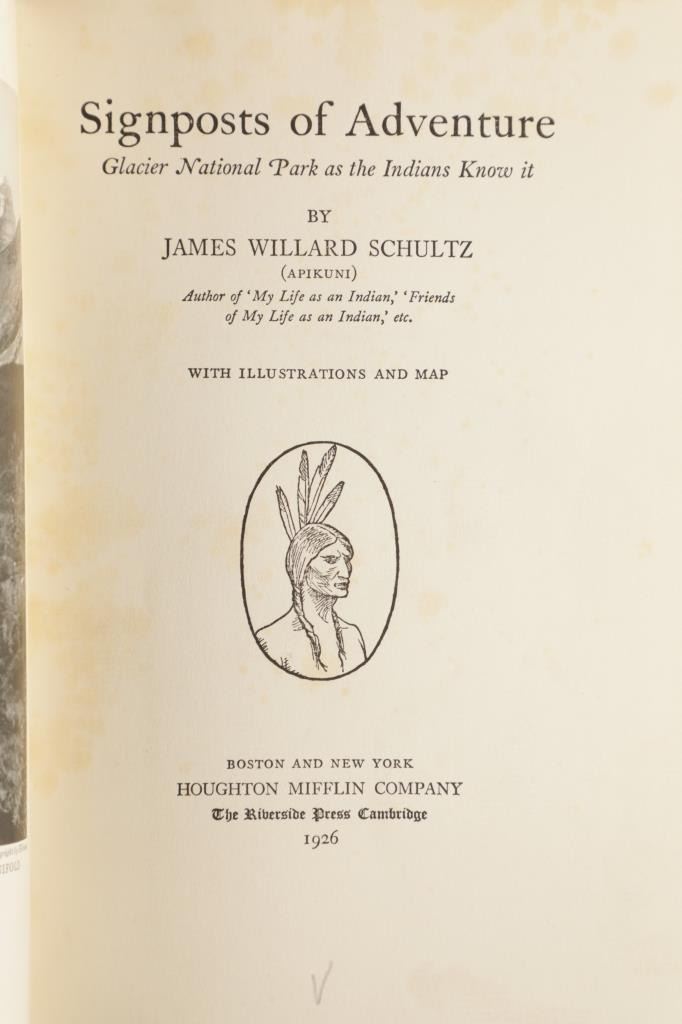 Signposts of Adventure
Glacier National Park as the Indians Know it
BY
JAMES WILLARD SCHULTZ
(APIKUNI)
Author of ‘My Life as an Indian,’ ‘Friends
of My Life as an Indian,’ etc.
WITH ILLUSTRATIONS AND MAP
BOSTON AND NEW YORK
HOUGHTON MIFFLIN COMPANY
The Riverside Press Cambridge
1926